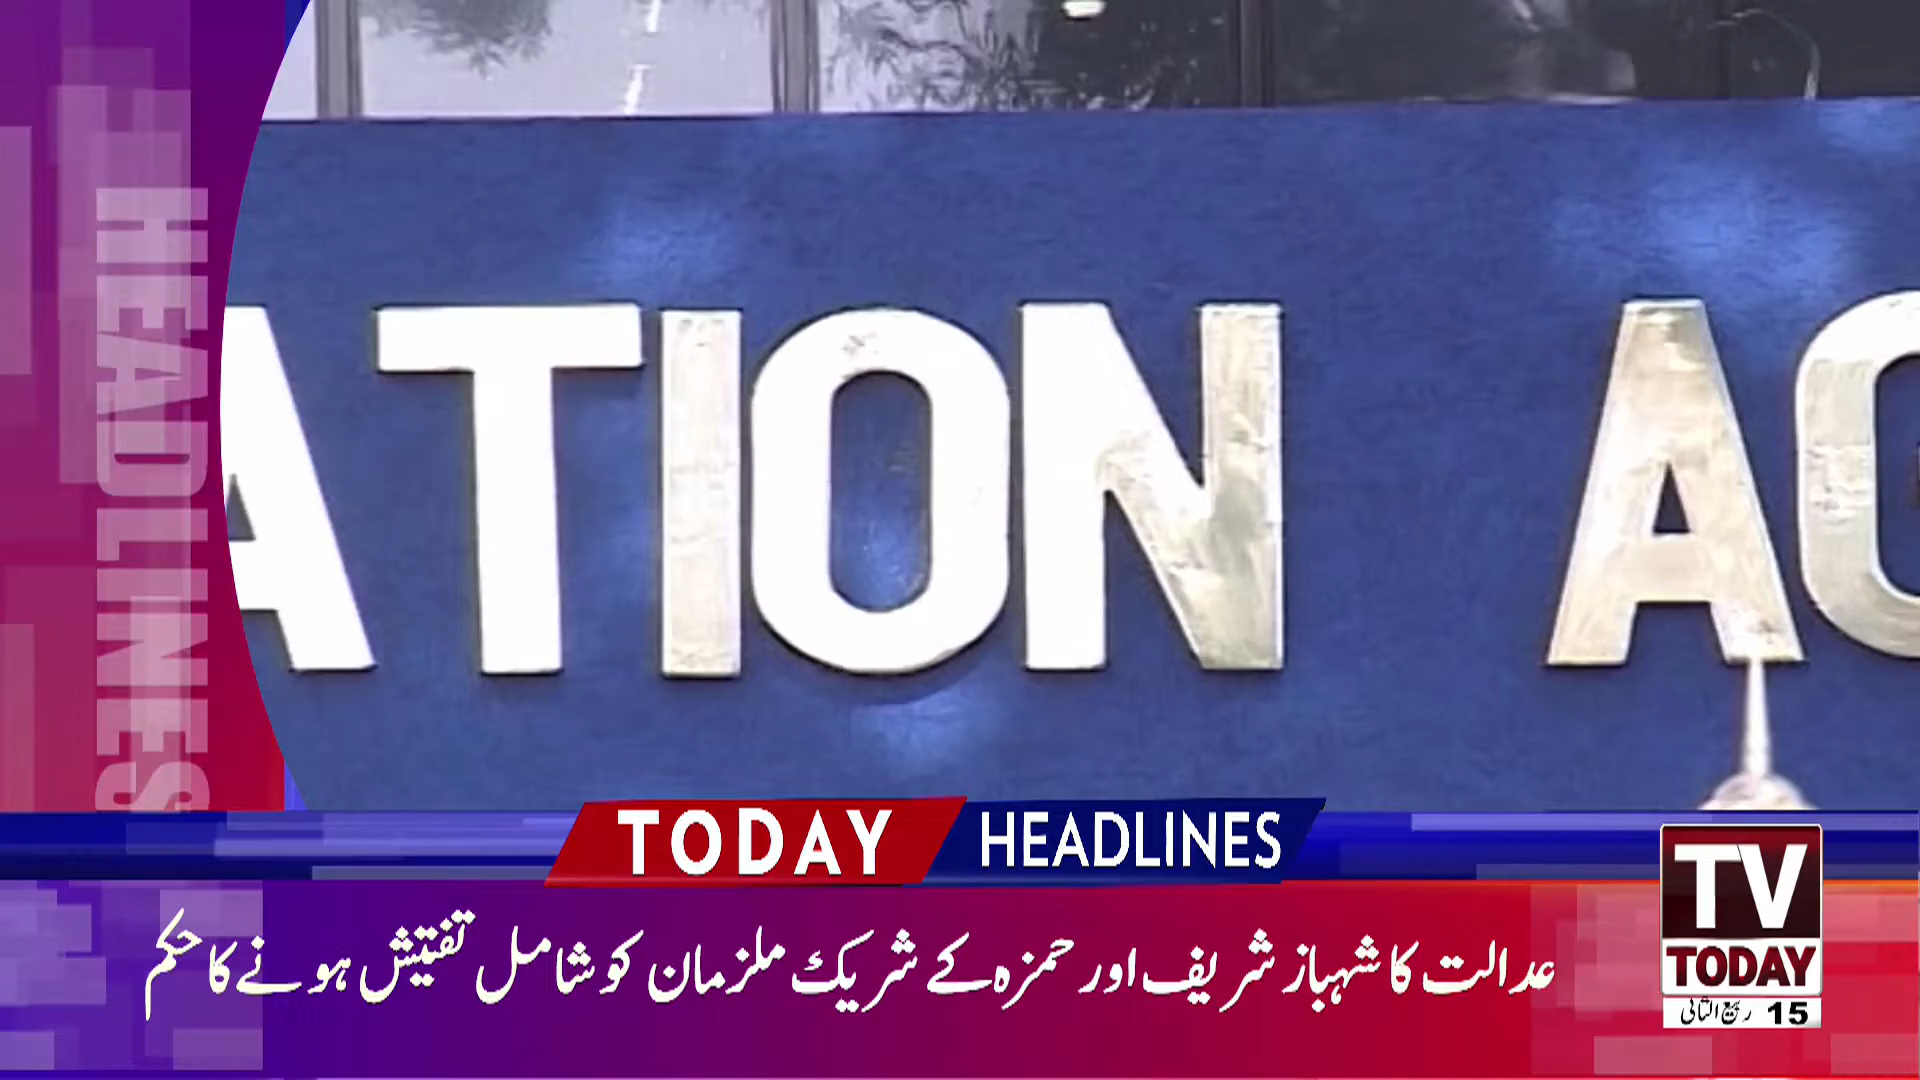 HEADLINES
ATION AG
TODAY HEADLINES
عدالت کا شہباز شریف اور حمزہ کے شریک ملزمان کو شامل تفتیش ہونے کا حکم
TV
TODAY
15 ربیع الثانی